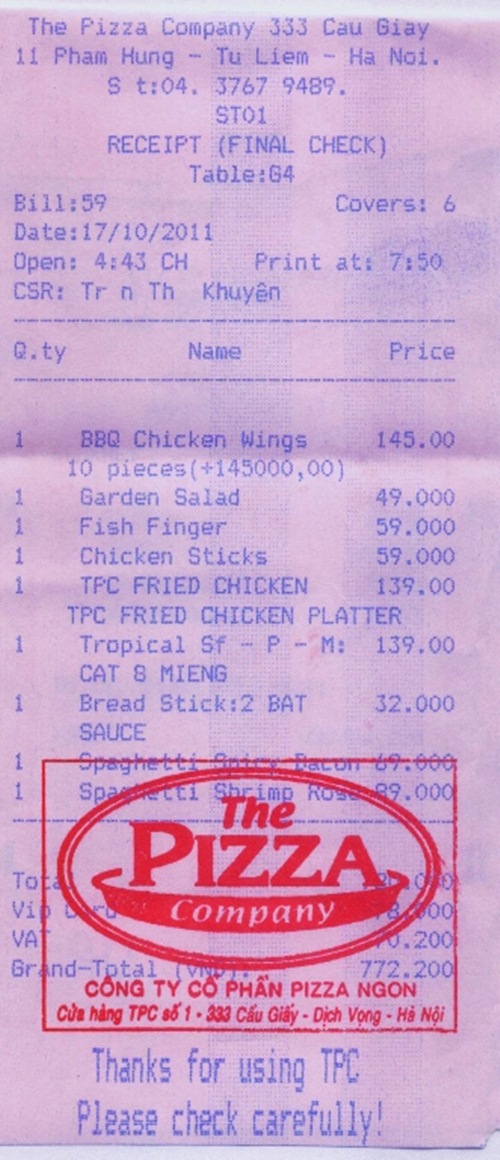 The Pizza Company 333 Cau Giay
11 Pham Hung - Tu Liem - Ha Noi.
S t:04. 3767 9489.
ST01
RECEIPT (FINAL CHECK)
Table:G4
Bill:59 Covers: 6
Date:17/10/2011
Open: 4:43 CH Print at: 7:50
CSR: Tr n Th Khuyên
Q.ty Name Price
1 BBQ Chicken Wings 145.00
10 pieces(+145000,00)
1 Garden Salad 49.000
1 Fish Finger 59.000
1 Chicken Sticks 59.000
1 TPC FRIED CHICKEN 139.00
TPC FRIED CHICKEN PLATTER
1 Tropical Sf - P - M: 139.00
CAT 8 MIENG
1 Bread Stick:2 BAT 32.000
SAUCE
1 Spaghetti Spicy Bacon 69.000
1 Spaghetti Shrimp Rose 89.000
The
PIZZA
Company
Vip
VAT 70.200
Grand-Total (VND): 772.200
CÔNG TY CỔ PHẦN PIZZA NGON
Cửa hàng TPC số 1 - 333 Cầu Giấy - Dịch Vọng - Hà Nội
Thanks for using TPC
Please check carefully!